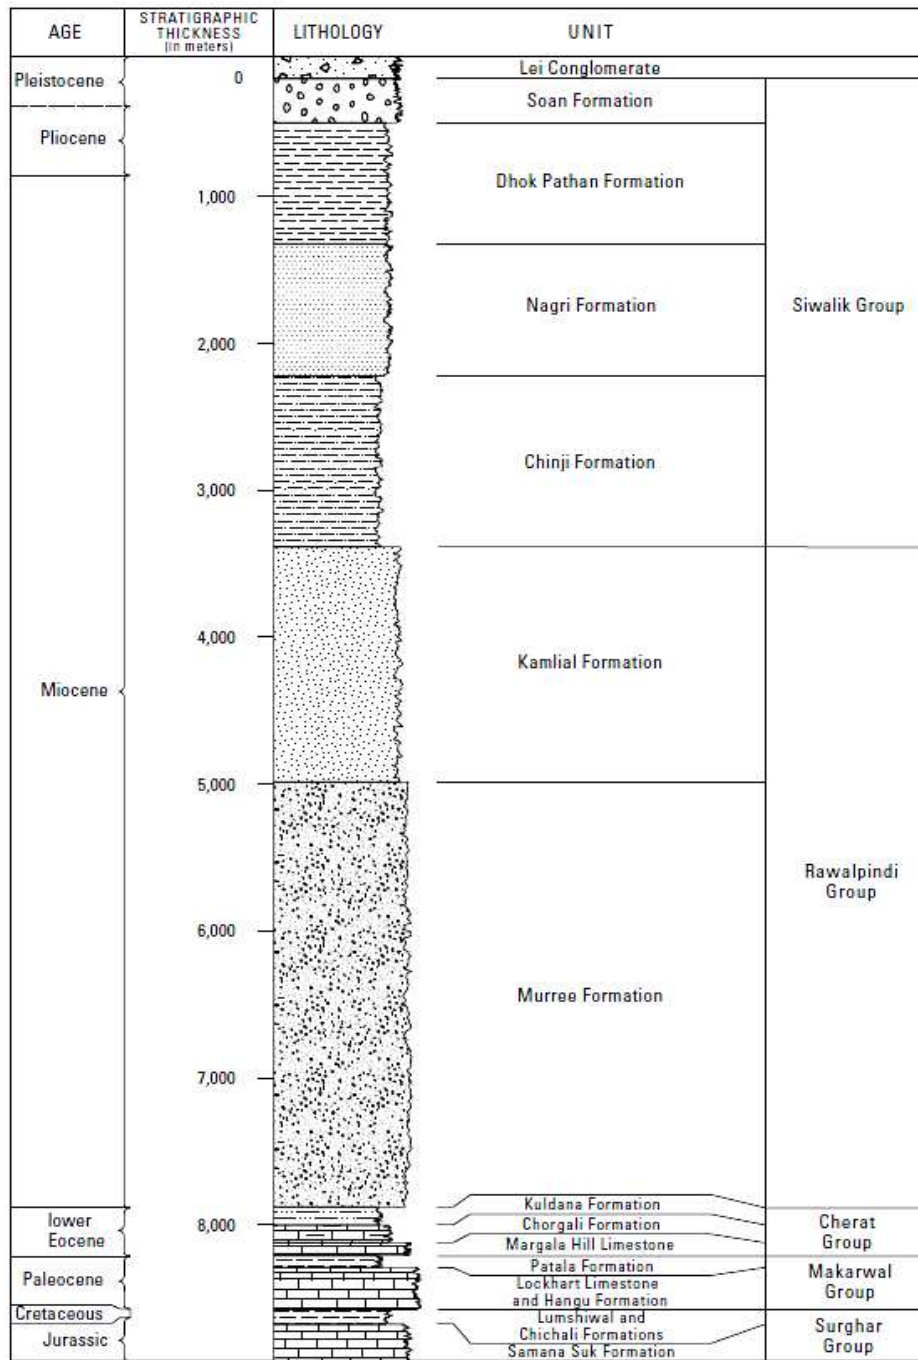 AGE
STRATIGRAPHIC
THICKNESS
(in meters)
LITHOLOGY
UNIT
Pleistocene
0
Lei Conglomerate
Soan Formation
Pliocene
Dhok Pathan Formation
1,000
Nagri Formation
Siwalik Group
2,000
Chinji Formation
3,000
Kamlial Formation
4,000
Miocene
5,000
Rawalpindi
Group
6,000
Murree Formation
7,000
Kuldana Formation
lower
Eocene
8,000
Chorgali Formation
Margala Hill Limestone
Cherat
Group
Paleocene
Patala Formation
Lockhart Limestone
and Hangu Formation
Makarwal
Group
Cretaceous
Lumshiwal and
Chichali Formations
Jurassic
Samana Suk Formation
Surghar
Group